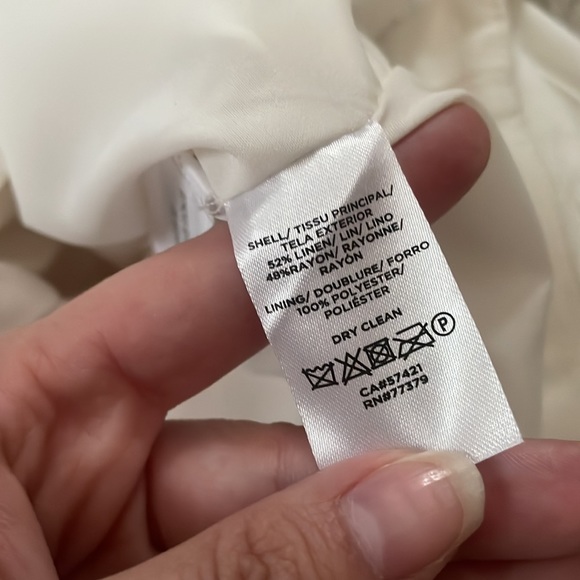 SHELL/ TISSU PRINCIPAL/
TELA EXTERIOR
52% LINEN/ LIN/ LINO
48%RAYON/ RAYONNE/
RAYÓN
LINING/ DOUBLURE/ FORRO
100% POLYESTER/
POLIÉSTER
DRY CLEAN
P
CA#57421
RN#77379